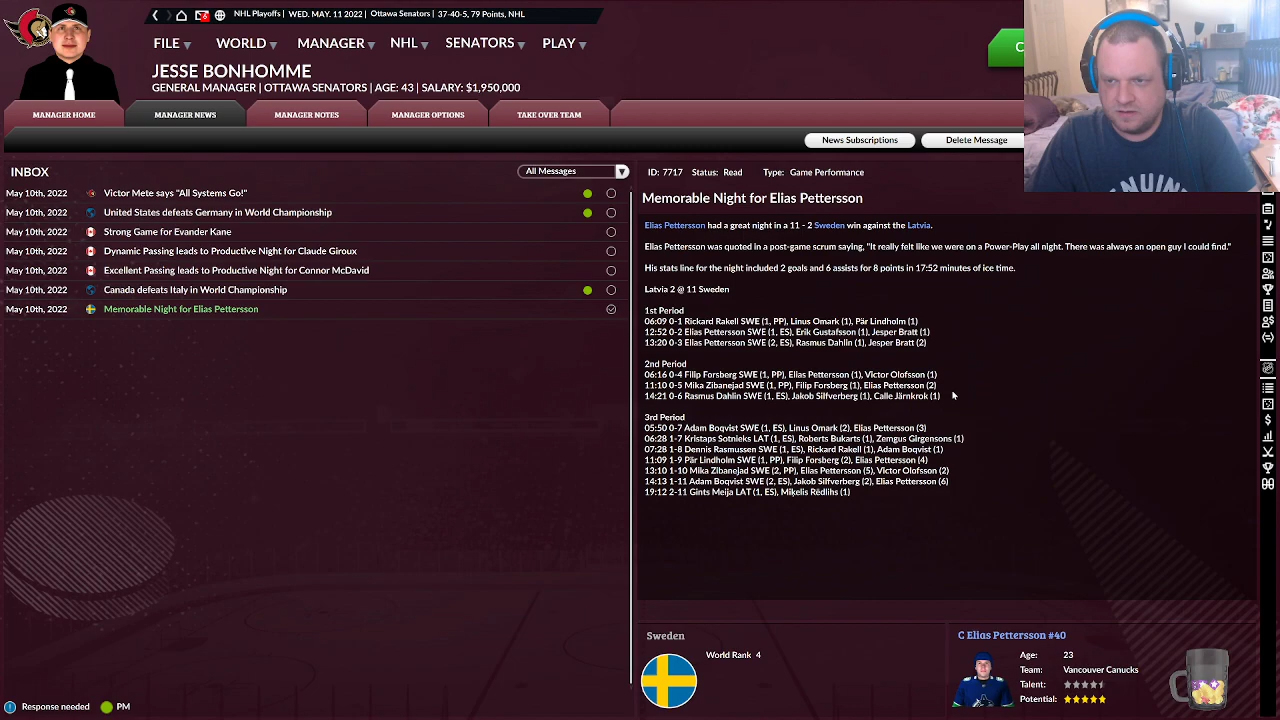 NHL Playoffs | WED. MAY. 11 2022 | Ottawa Senators | 37-40-5, 79 Points, NHL
FILE WORLD MANAGER NHL SENATORS PLAY
JESSE BONHOMME
GENERAL MANAGER | OTTAWA SENATORS | AGE: 43 | SALARY: $1,950,000
MANAGER HOME MANAGER NEWS MANAGER NOTES MANAGER OPTIONS TAKE OVER TEAM
News Subscriptions Delete Message
INBOX All Messages
May 10th, 2022 Victor Mete says "All Systems Go!"
May 10th, 2022 United States defeats Germany in World Championship
May 10th, 2022 Strong Game for Evander Kane
May 10th, 2022 Dynamic Passing leads to Productive Night for Claude Giroux
May 10th, 2022 Excellent Passing leads to Productive Night for Connor McDavid
May 10th, 2022 Canada defeats Italy in World Championship
May 10th, 2022 Memorable Night for Elias Pettersson
Response needed PM
ID: 7717 Status: Read Type: Game Performance
Memorable Night for Elias Pettersson
Elias Pettersson had a great night in a 11 - 2 Sweden win against the Latvia.
Elias Pettersson was quoted in a post-game scrum saying, "It really felt like we were on a Power-Play all night. There was always an open guy I could find."
His stats line for the night included 2 goals and 6 assists for 8 points in 17:52 minutes of ice time.
Latvia 2 @ 11 Sweden
1st Period
06:09 0-1 Rickard Rakell SWE (1, PP), Linus Omark (1), Pär Lindholm (1)
12:52 0-2 Elias Pettersson SWE (1, ES), Erik Gustafsson (1), Jesper Bratt (1)
13:20 0-3 Elias Pettersson SWE (2, ES), Rasmus Dahlin (1), Jesper Bratt (2)
2nd Period
06:16 0-4 Filip Forsberg SWE (1, PP), Elias Pettersson (1), Victor Olofsson (1)
11:10 0-5 Mika Zibanejad SWE (1, PP), Filip Forsberg (1), Elias Pettersson (2)
14:21 0-6 Rasmus Dahlin SWE (1, ES), Jakob Silfverberg (1), Calle Järnkrok (1)
3rd Period
05:50 0-7 Adam Boqvist SWE (1, ES), Linus Omark (2), Elias Pettersson (3)
06:28 1-7 Kristaps Sotnieks LAT (1, ES), Roberts Bukarts (1), Zemgus Girgensons (1)
07:28 1-8 Dennis Rasmussen SWE (1, ES), Rickard Rakell (1), Adam Boqvist (1)
11:09 1-9 Pär Lindholm SWE (1, PP), Filip Forsberg (2), Elias Pettersson (4)
13:10 1-10 Mika Zibanejad SWE (2, PP), Elias Pettersson (5), Victor Olofsson (2)
14:13 1-11 Adam Boqvist SWE (2, ES), Jakob Silfverberg (2), Elias Pettersson (6)
19:12 2-11 Gints Meija LAT (1, ES), Miķelis Rēdlihs (1)
Sweden
World Rank 4
C Elias Pettersson #40
Age: 23
Team: Vancouver Canucks
Talent:
Potential: